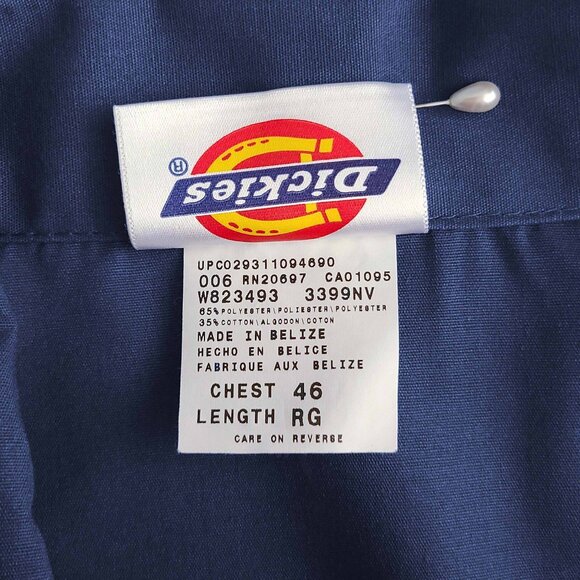 Dickies
®
UPC029311094690
006 RN20697 CA01095
W823493 3399NV
65%POLYESTER\POLIESTER\POLYESTER
35%COTTON\ALGODON\COTON
MADE IN BELIZE
HECHO EN BELICE
FABRIQUE AUX BELIZE
CHEST 46
LENGTH RG
CARE ON REVERSE